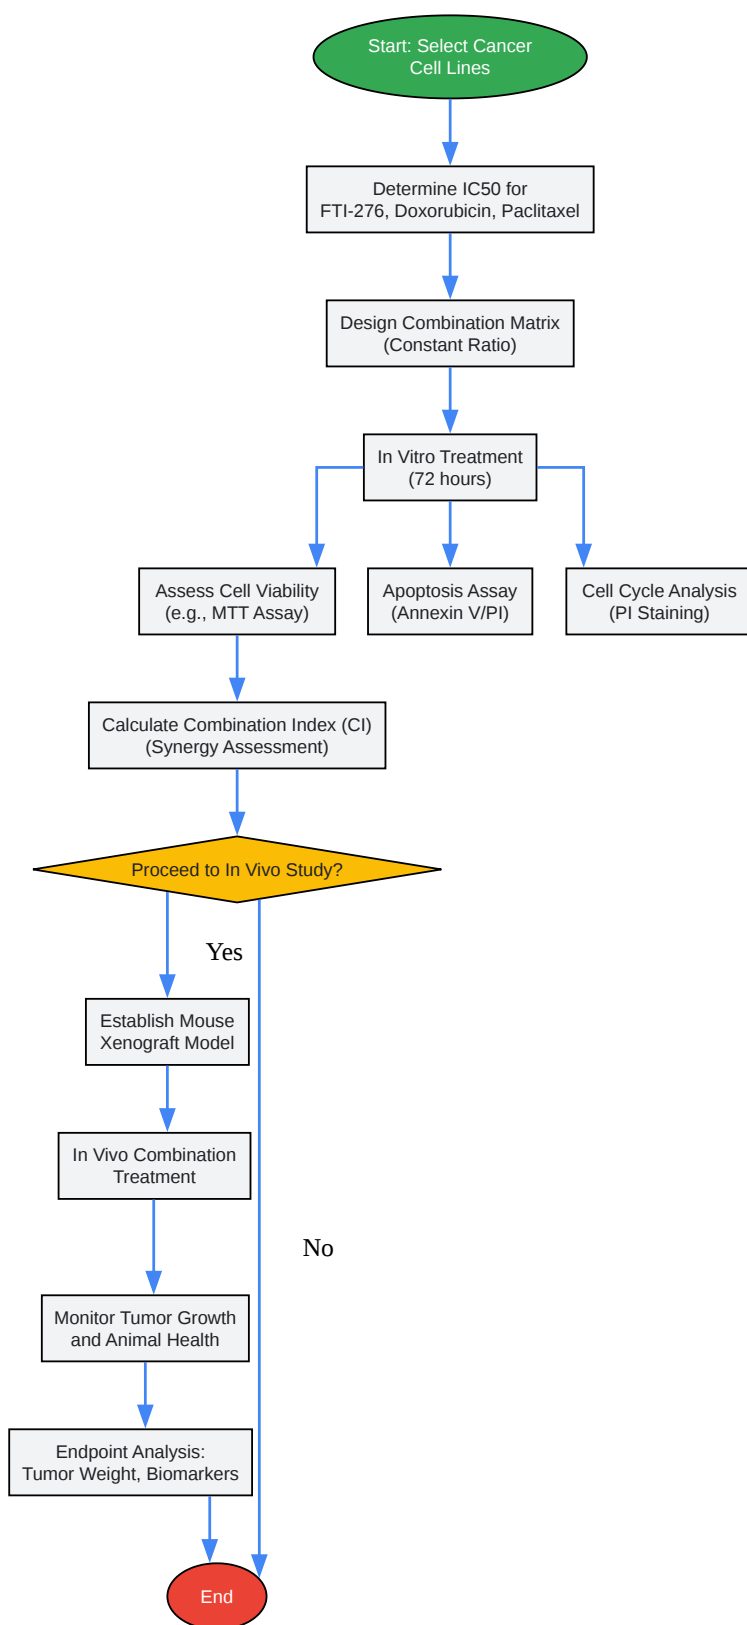 Start: Select Cancer
Cell Lines
Determine IC50 for
FTI-276, Doxorubicin, Paclitaxel
Design Combination Matrix
(Constant Ratio)
In Vitro Treatment
(72 hours)
Assess Cell Viability
(e.g., MTT Assay)
Apoptosis Assay
(Annexin V/PI)
Cell Cycle Analysis
(PI Staining)
Calculate Combination Index (CI)
(Synergy Assessment)
Proceed to In Vivo Study?
Yes
Establish Mouse
Xenograft Model
In Vivo Combination
Treatment
No
Monitor Tumor Growth
and Animal Health
Endpoint Analysis:
Tumor Weight, Biomarkers
End